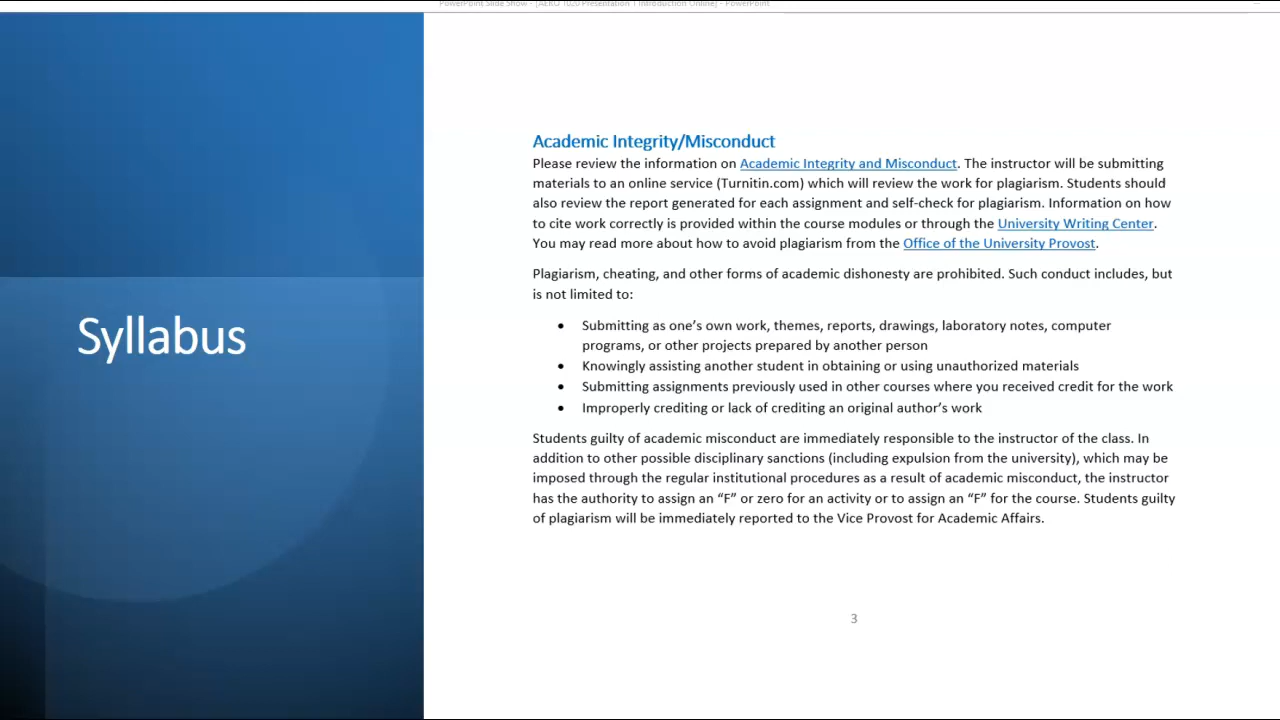 PowerPoint Slide Show - [AERO 1020 Presentation 1 Introduction Online] - PowerPoint
Syllabus
Academic Integrity/Misconduct
Please review the information on Academic Integrity and Misconduct. The instructor will be submitting
materials to an online service (Turnitin.com) which will review the work for plagiarism. Students should
also review the report generated for each assignment and self-check for plagiarism. Information on how
to cite work correctly is provided within the course modules or through the University Writing Center.
You may read more about how to avoid plagiarism from the Office of the University Provost.
Plagiarism, cheating, and other forms of academic dishonesty are prohibited. Such conduct includes, but
is not limited to:
• Submitting as one’s own work, themes, reports, drawings, laboratory notes, computer
programs, or other projects prepared by another person
• Knowingly assisting another student in obtaining or using unauthorized materials
• Submitting assignments previously used in other courses where you received credit for the work
• Improperly crediting or lack of crediting an original author’s work
Students guilty of academic misconduct are immediately responsible to the instructor of the class. In
addition to other possible disciplinary sanctions (including expulsion from the university), which may be
imposed through the regular institutional procedures as a result of academic misconduct, the instructor
has the authority to assign an “F” or zero for an activity or to assign an “F” for the course. Students guilty
of plagiarism will be immediately reported to the Vice Provost for Academic Affairs.
3